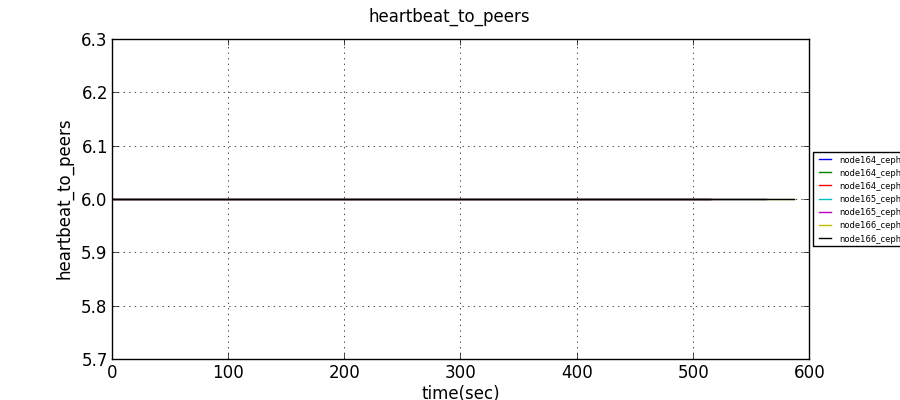 heartbeat_to_peers
6.3
6.2
6.1
6.0
5.9
5.8
5.7
heartbeat_to_peers
0 100 200 300 400 500 600
time(sec)
node164_ceph
node164_ceph
node164_ceph
node165_ceph
node165_ceph
node166_ceph
node166_ceph